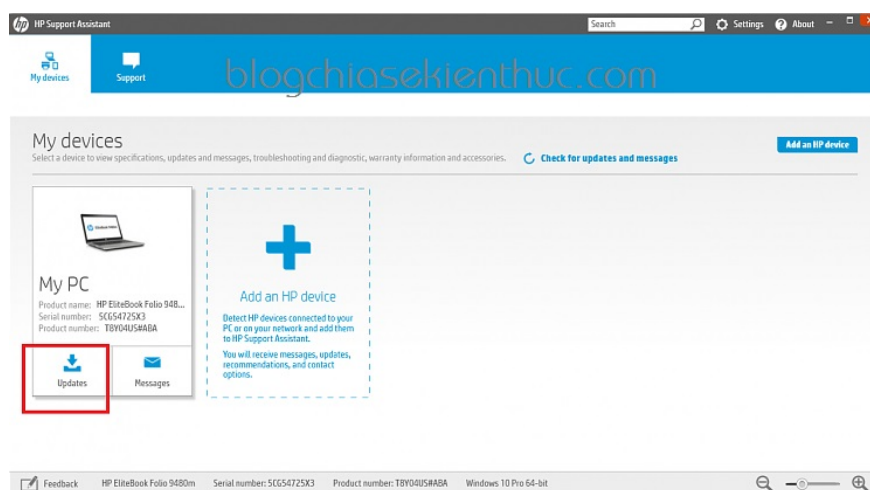 hp HP Support Assistant
Search
Settings
? About
My devices
Support
blogchiasekienthuc.com
My devices
Select a device to view specifications, updates and messages, troubleshooting and diagnostic, warranty information and accessories.
Check for updates and messages
Add an HP device
My PC
Product name: HP EliteBook Folio 948...
Serial number: 5CG54725X3
Product number: T8Y04US#ABA
Updates
Messages
Add an HP device
Detect HP devices connected to your
PC or on your network and add them
to HP Support Assistant.
You will receive messages, updates,
recommendations, and contact
options.
Feedback
HP EliteBook Folio 9480m
Serial number: 5CG54725X3
Product number: T8Y04US#ABA
Windows 10 Pro 64-bit